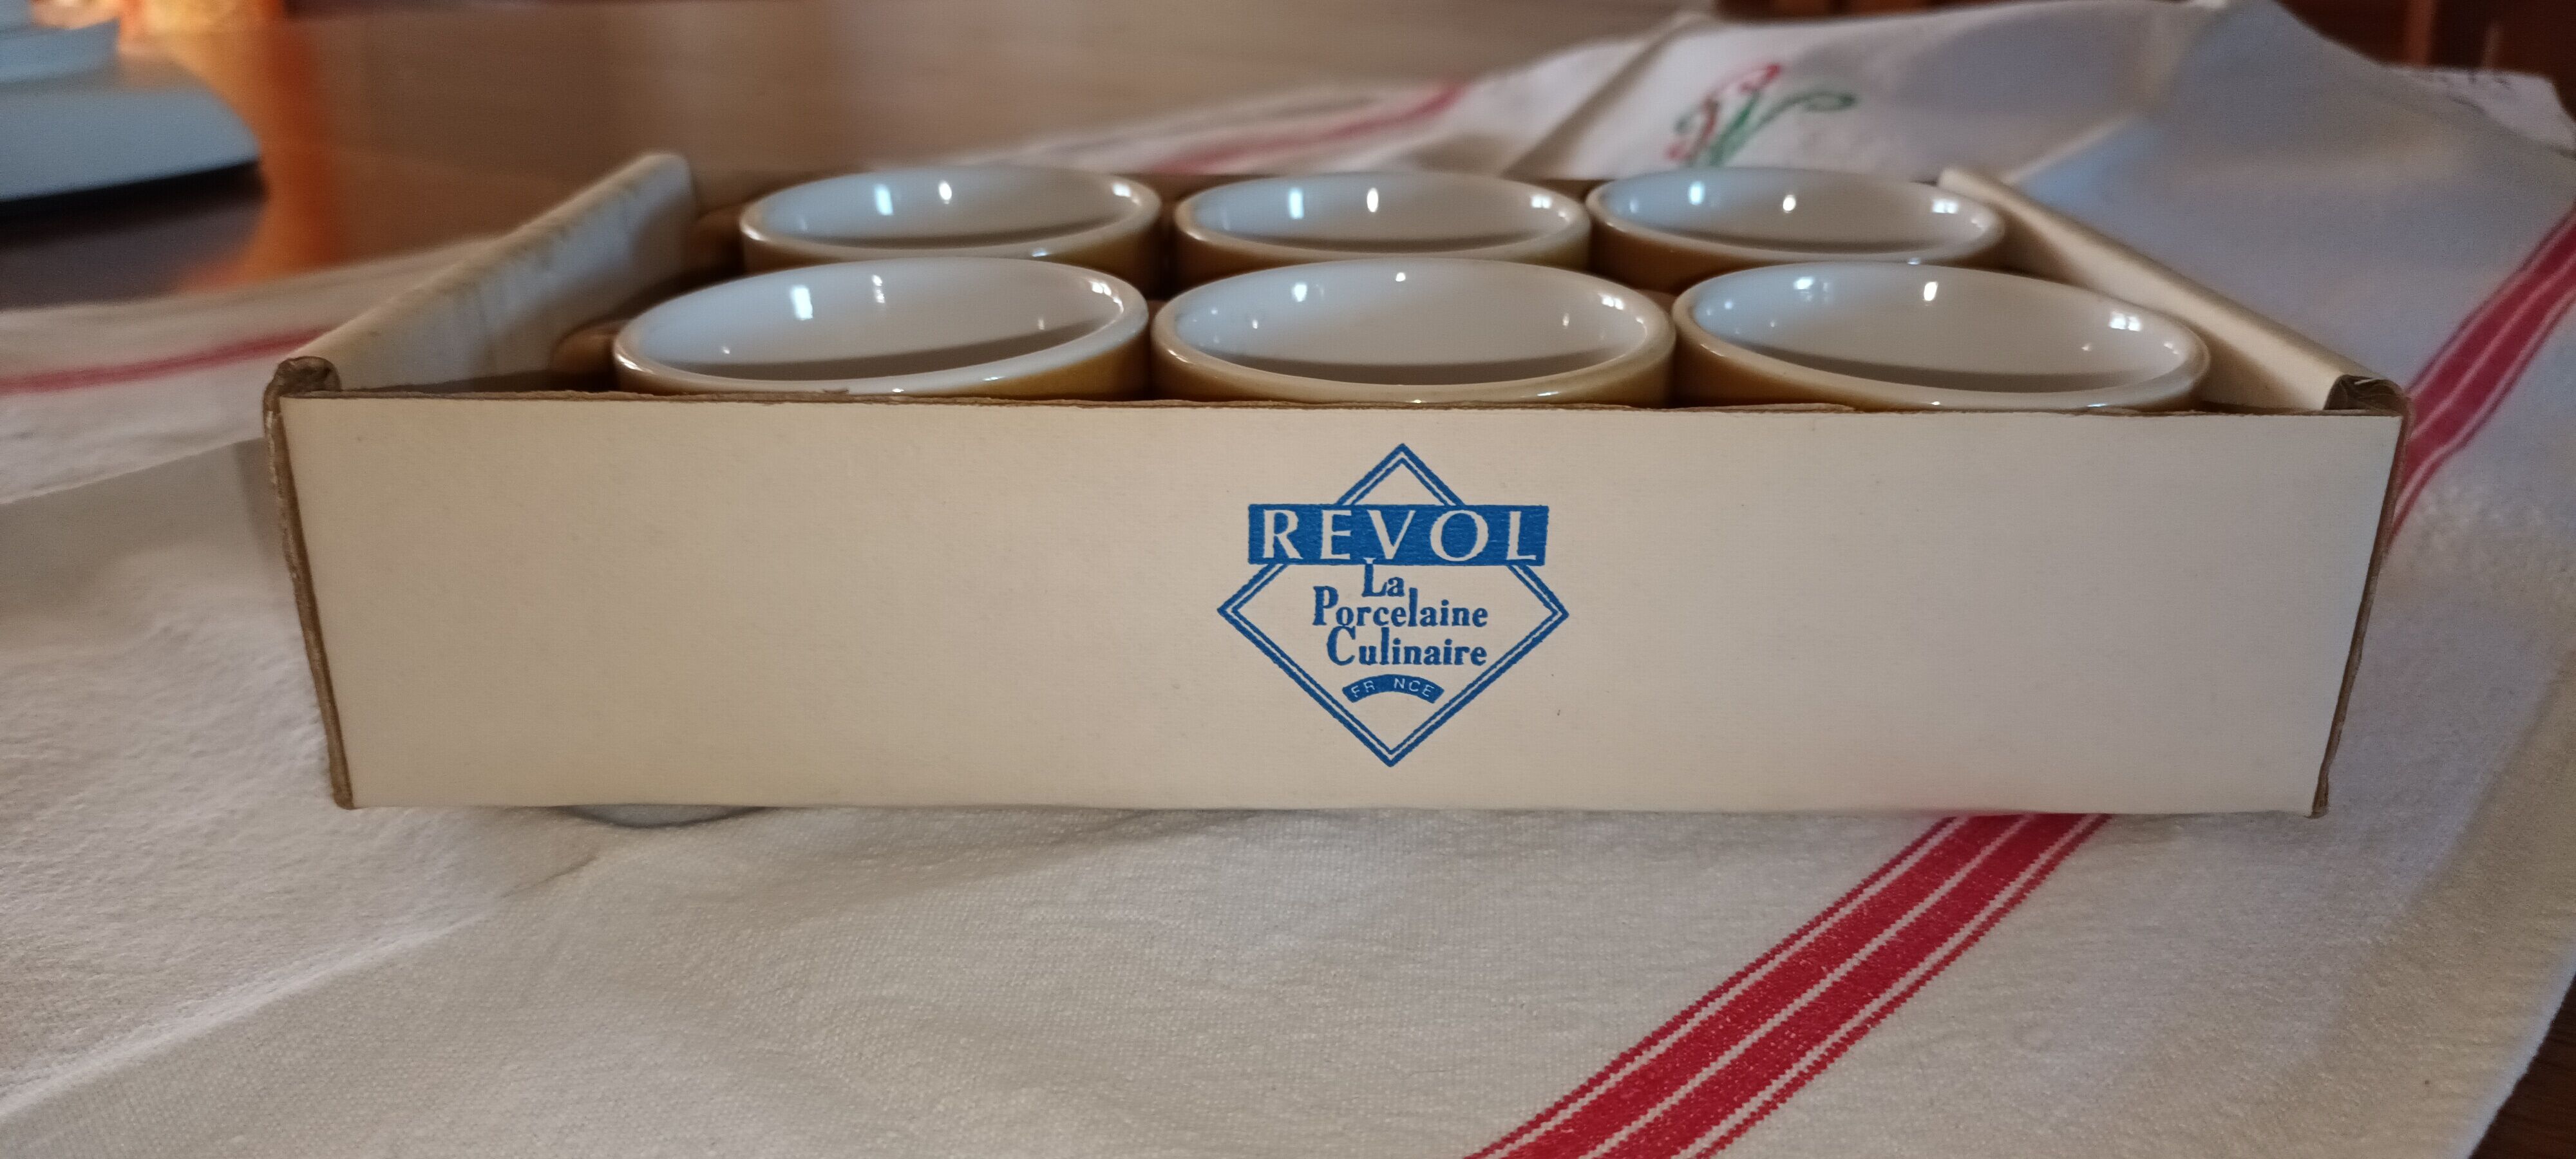 REVOL
La
Porcelaine
Culinaire
FR NCE